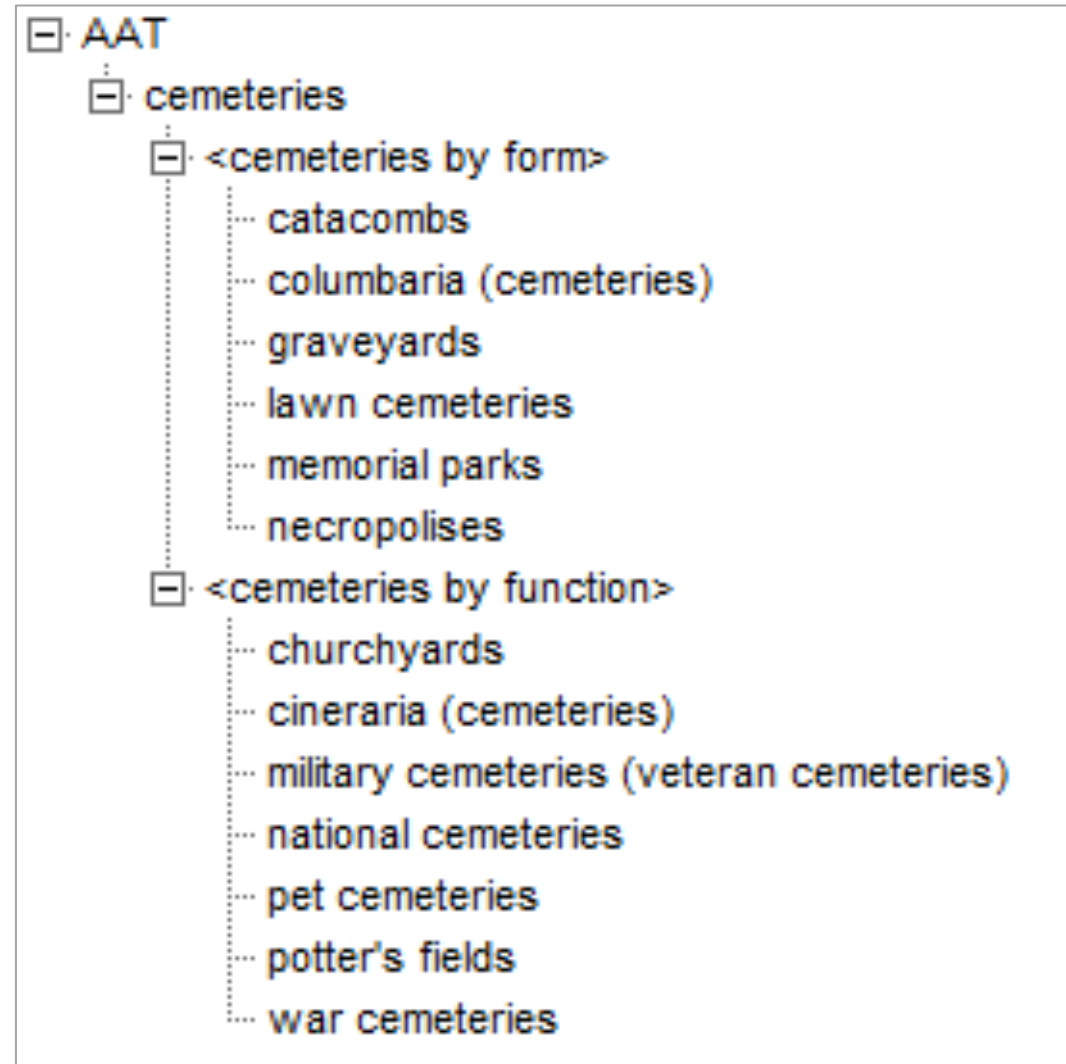 AAT
cemeteries
<cemeteries by form>
catacombs
columbaria (cemeteries)
graveyards
lawn cemeteries
memorial parks
necropolises
<cemeteries by function>
churchyards
cineraria (cemeteries)
military cemeteries (veteran cemeteries)
national cemeteries
pet cemeteries
potter's fields
war cemeteries